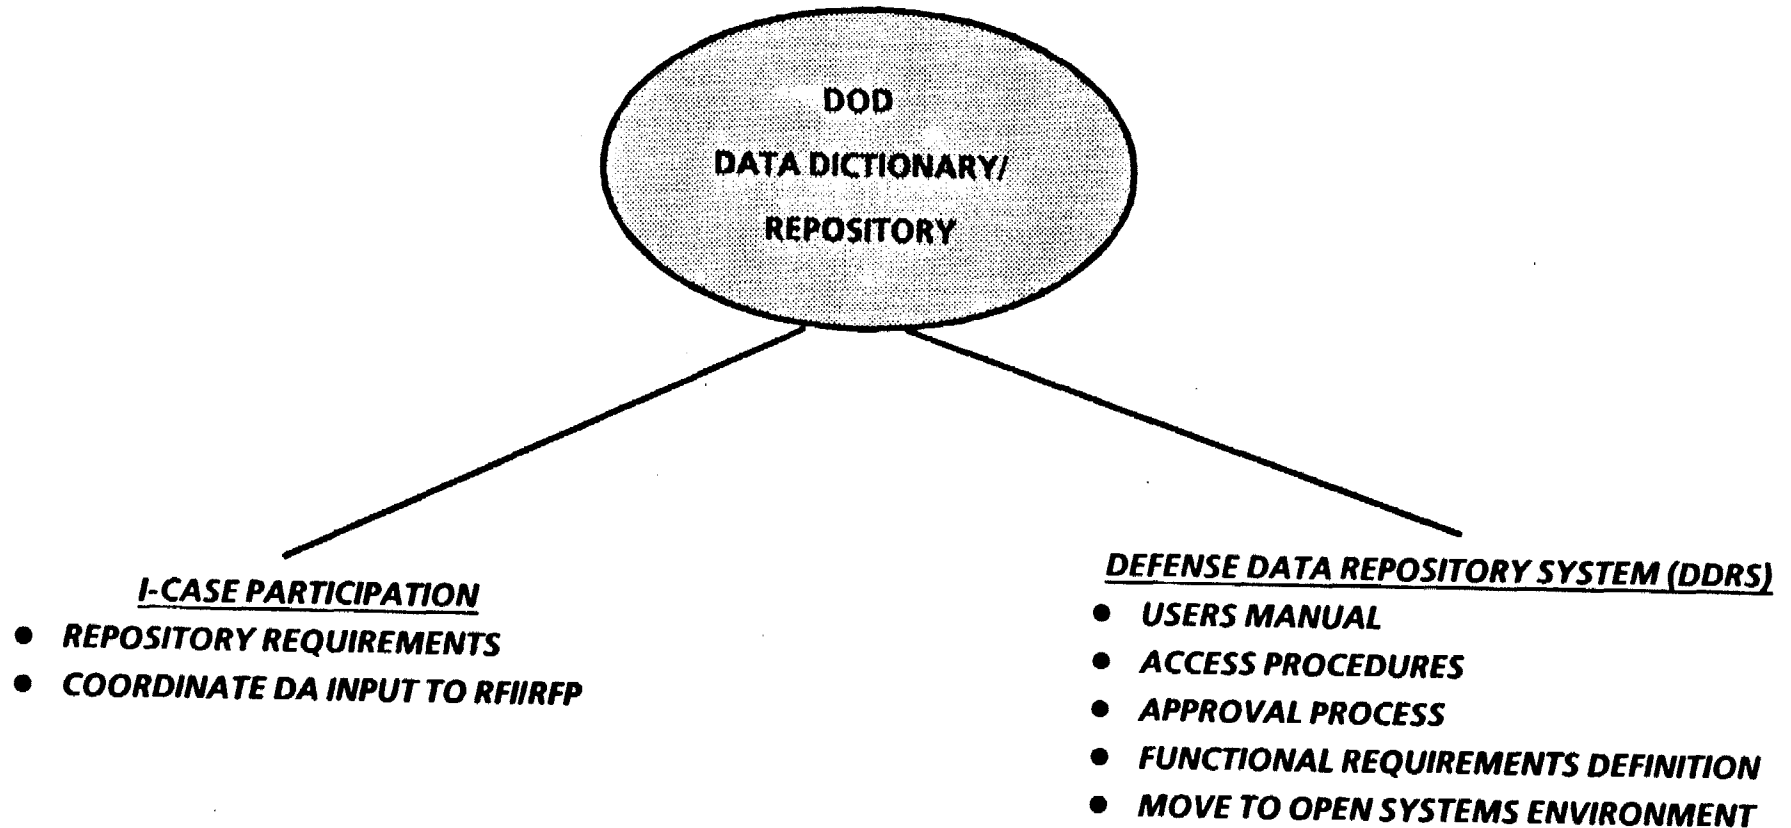 DOD
DATA DICTIONARY/
REPOSITORY
I-CASE PARTICIPATION
● REPOSITORY REQUIREMENTS
● COORDINATE DA INPUT TO RFIIRFP
DEFENSE DATA REPOSITORY SYSTEM (DDRS)
● USERS MANUAL
● ACCESS PROCEDURES
● APPROVAL PROCESS
● FUNCTIONAL REQUIREMENTS DEFINITION
● MOVE TO OPEN SYSTEMS ENVIRONMENT